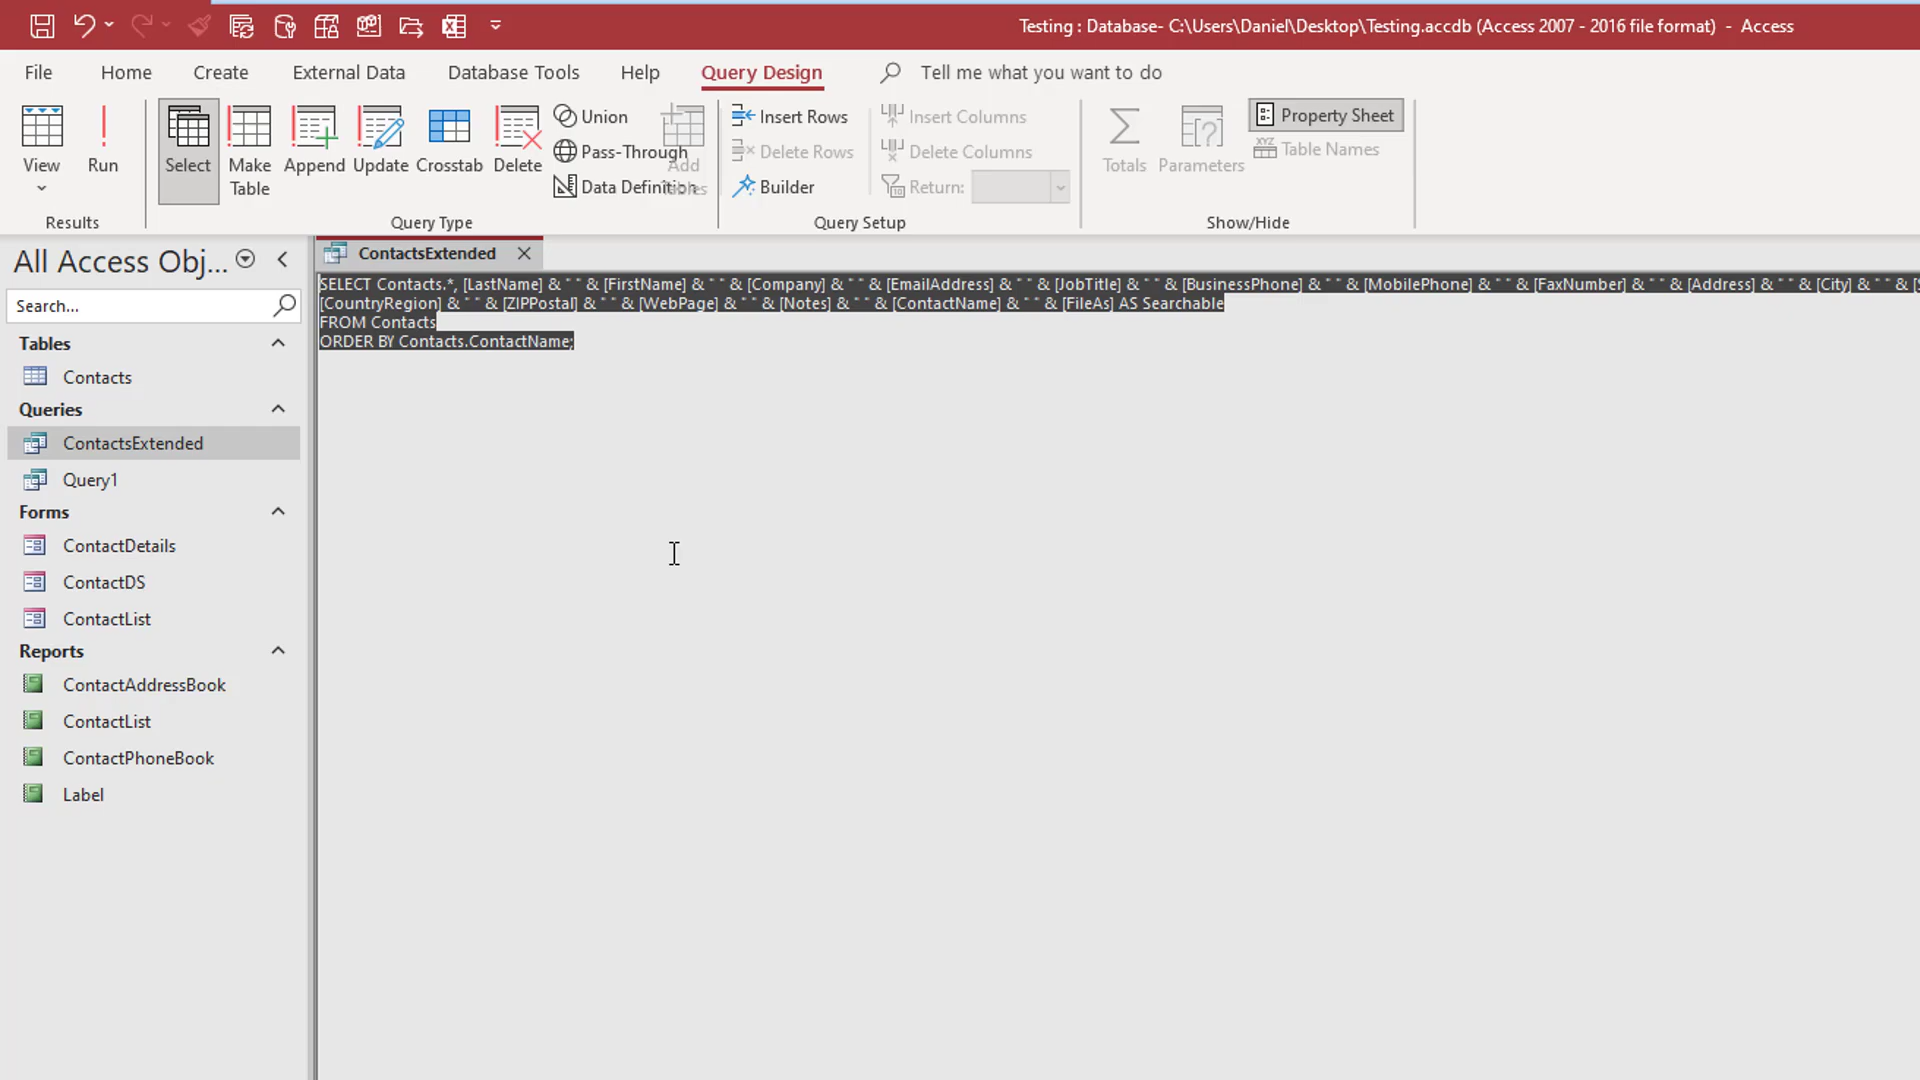 Testing : Database- C:\Users\Daniel\Desktop\Testing.accdb (Access 2007 - 2016 file format) - Access
File Home Create External Data Database Tools Help Query Design Tell me what you want to do
View
Run
Select
Make Table
Append
Update
Crosstab
Delete
Union
Pass-Through
Data Definition
Add
Insert Rows
Delete Rows
Builder
Insert Columns
Delete Columns
Return:
Totals
Parameters
Property Sheet
Table Names
Results
Query Type
Query Setup
Show/Hide
All Access Obj...
Search...
Tables
Contacts
Queries
ContactsExtended
Query1
Forms
ContactDetails
ContactDS
ContactList
Reports
ContactAddressBook
ContactList
ContactPhoneBook
Label
ContactsExtended
SELECT Contacts.*, [LastName] & " " & [FirstName] & " " & [Company] & " " & [EmailAddress] & " " & [JobTitle] & " " & [BusinessPhone] & " " & [MobilePhone] & " " & [FaxNumber] & " " & [Address] & " " & [City] & " " &
[CountryRegion] & " " & [ZIPPostal] & " " & [WebPage] & " " & [Notes] & " " & [ContactName] & " " & [FileAs] AS Searchable
FROM Contacts
ORDER BY Contacts.ContactName;